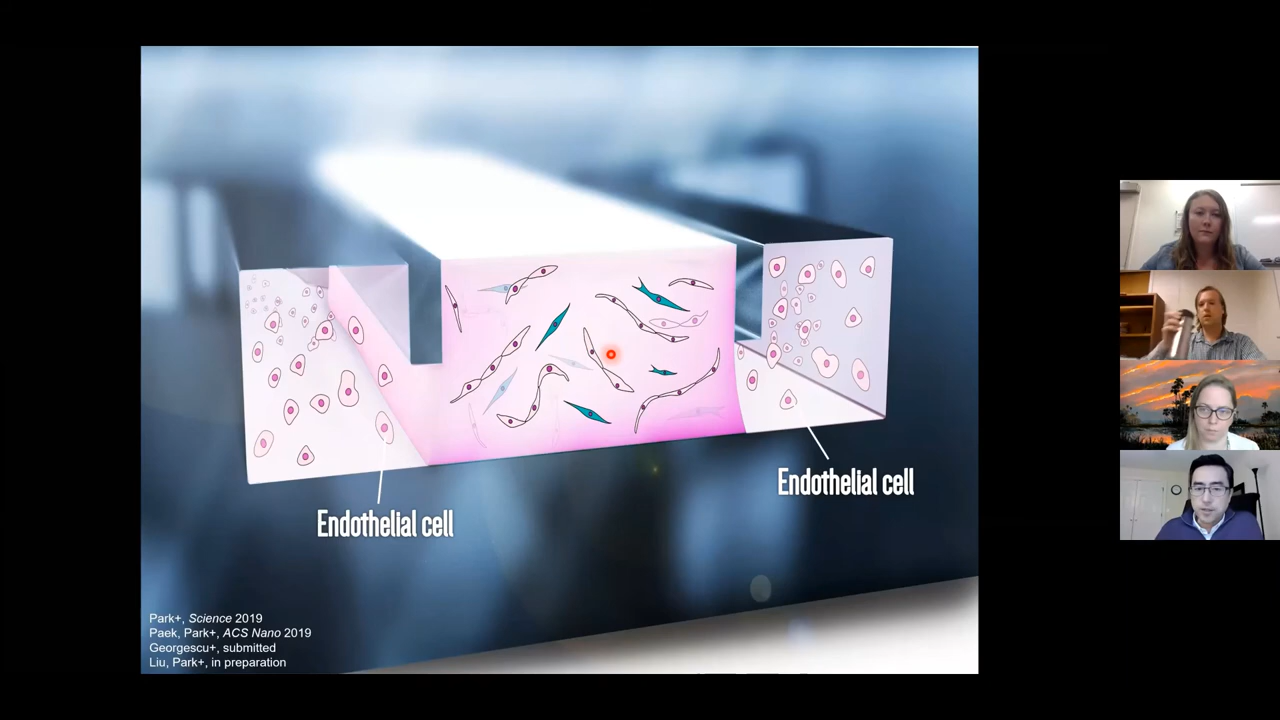 Endothelial cell
Endothelial cell
Park+, Science 2019
Paek, Park+, ACS Nano 2019
Georgescu+, submitted
Liu, Park+, in preparation